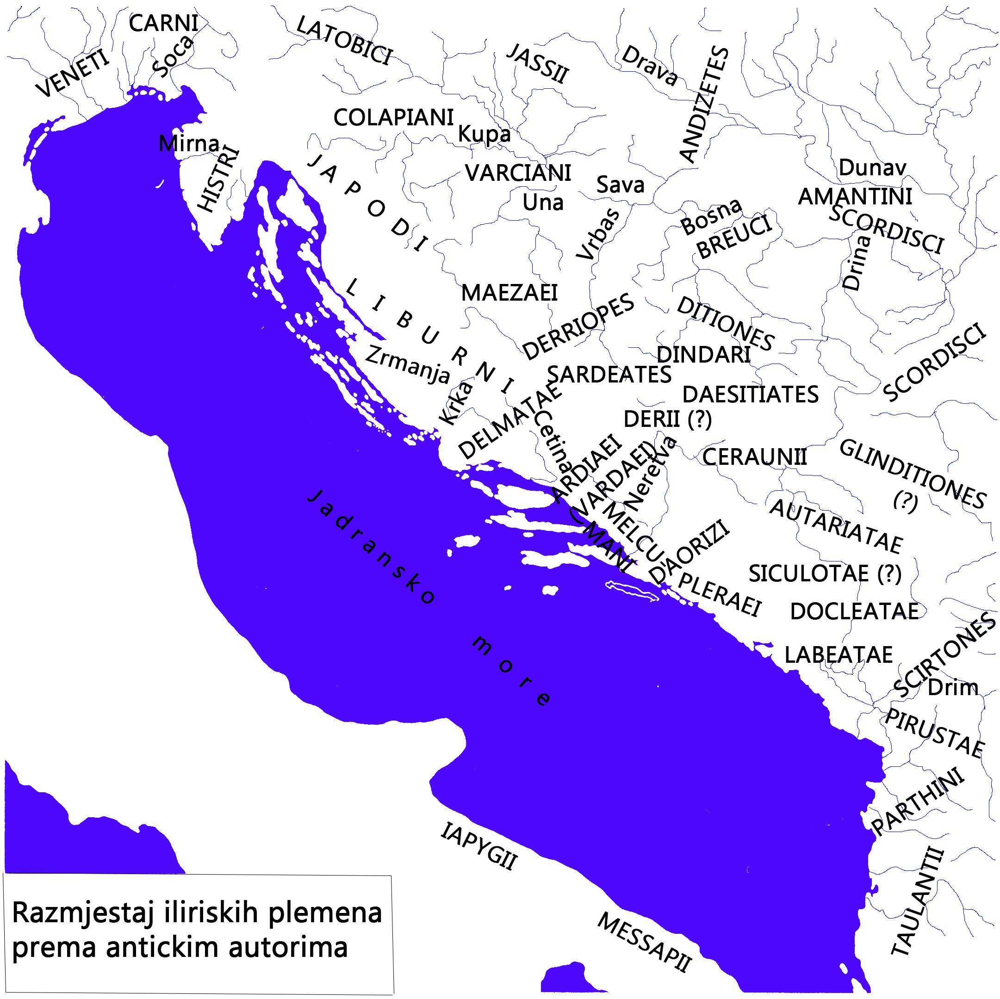 CARNI
LATOBICI
Soca
VENETI
JASSII
Drava
ANDIZETES
COLAPIANI
Kupa
Mirna
HISTRI
JAPODI
VARCIANI
Una
Sava
Dunav
AMANTINI
SCORDISCI
Bosna
BREUCI
Vrbas
Drina
MAEZAEI
LIBURNI
DERRIOPES
DITIONES
DINDARI
SCORDISCI
Zrmanja
SARDEATES
Krka
DAESITIATES
DELMATAE
DERII (?)
Cetina
ARDIAEI
(VARDAEI)
Neretva
CERAUNII
GLINDITIONES
(?)
Jadransko
more
MELCU.
MANI
AUTARIATAE
DAORIZI
SICULOTAE (?)
PLERAEI
DOCLEATAE
LABEATAE
SCIRTONES
Drim
PIRUSTAE
PARTHINI
IAPYGII
TAULANTII
MESSAPII
Razmjestaj iliriskih plemena
prema antickim autorima